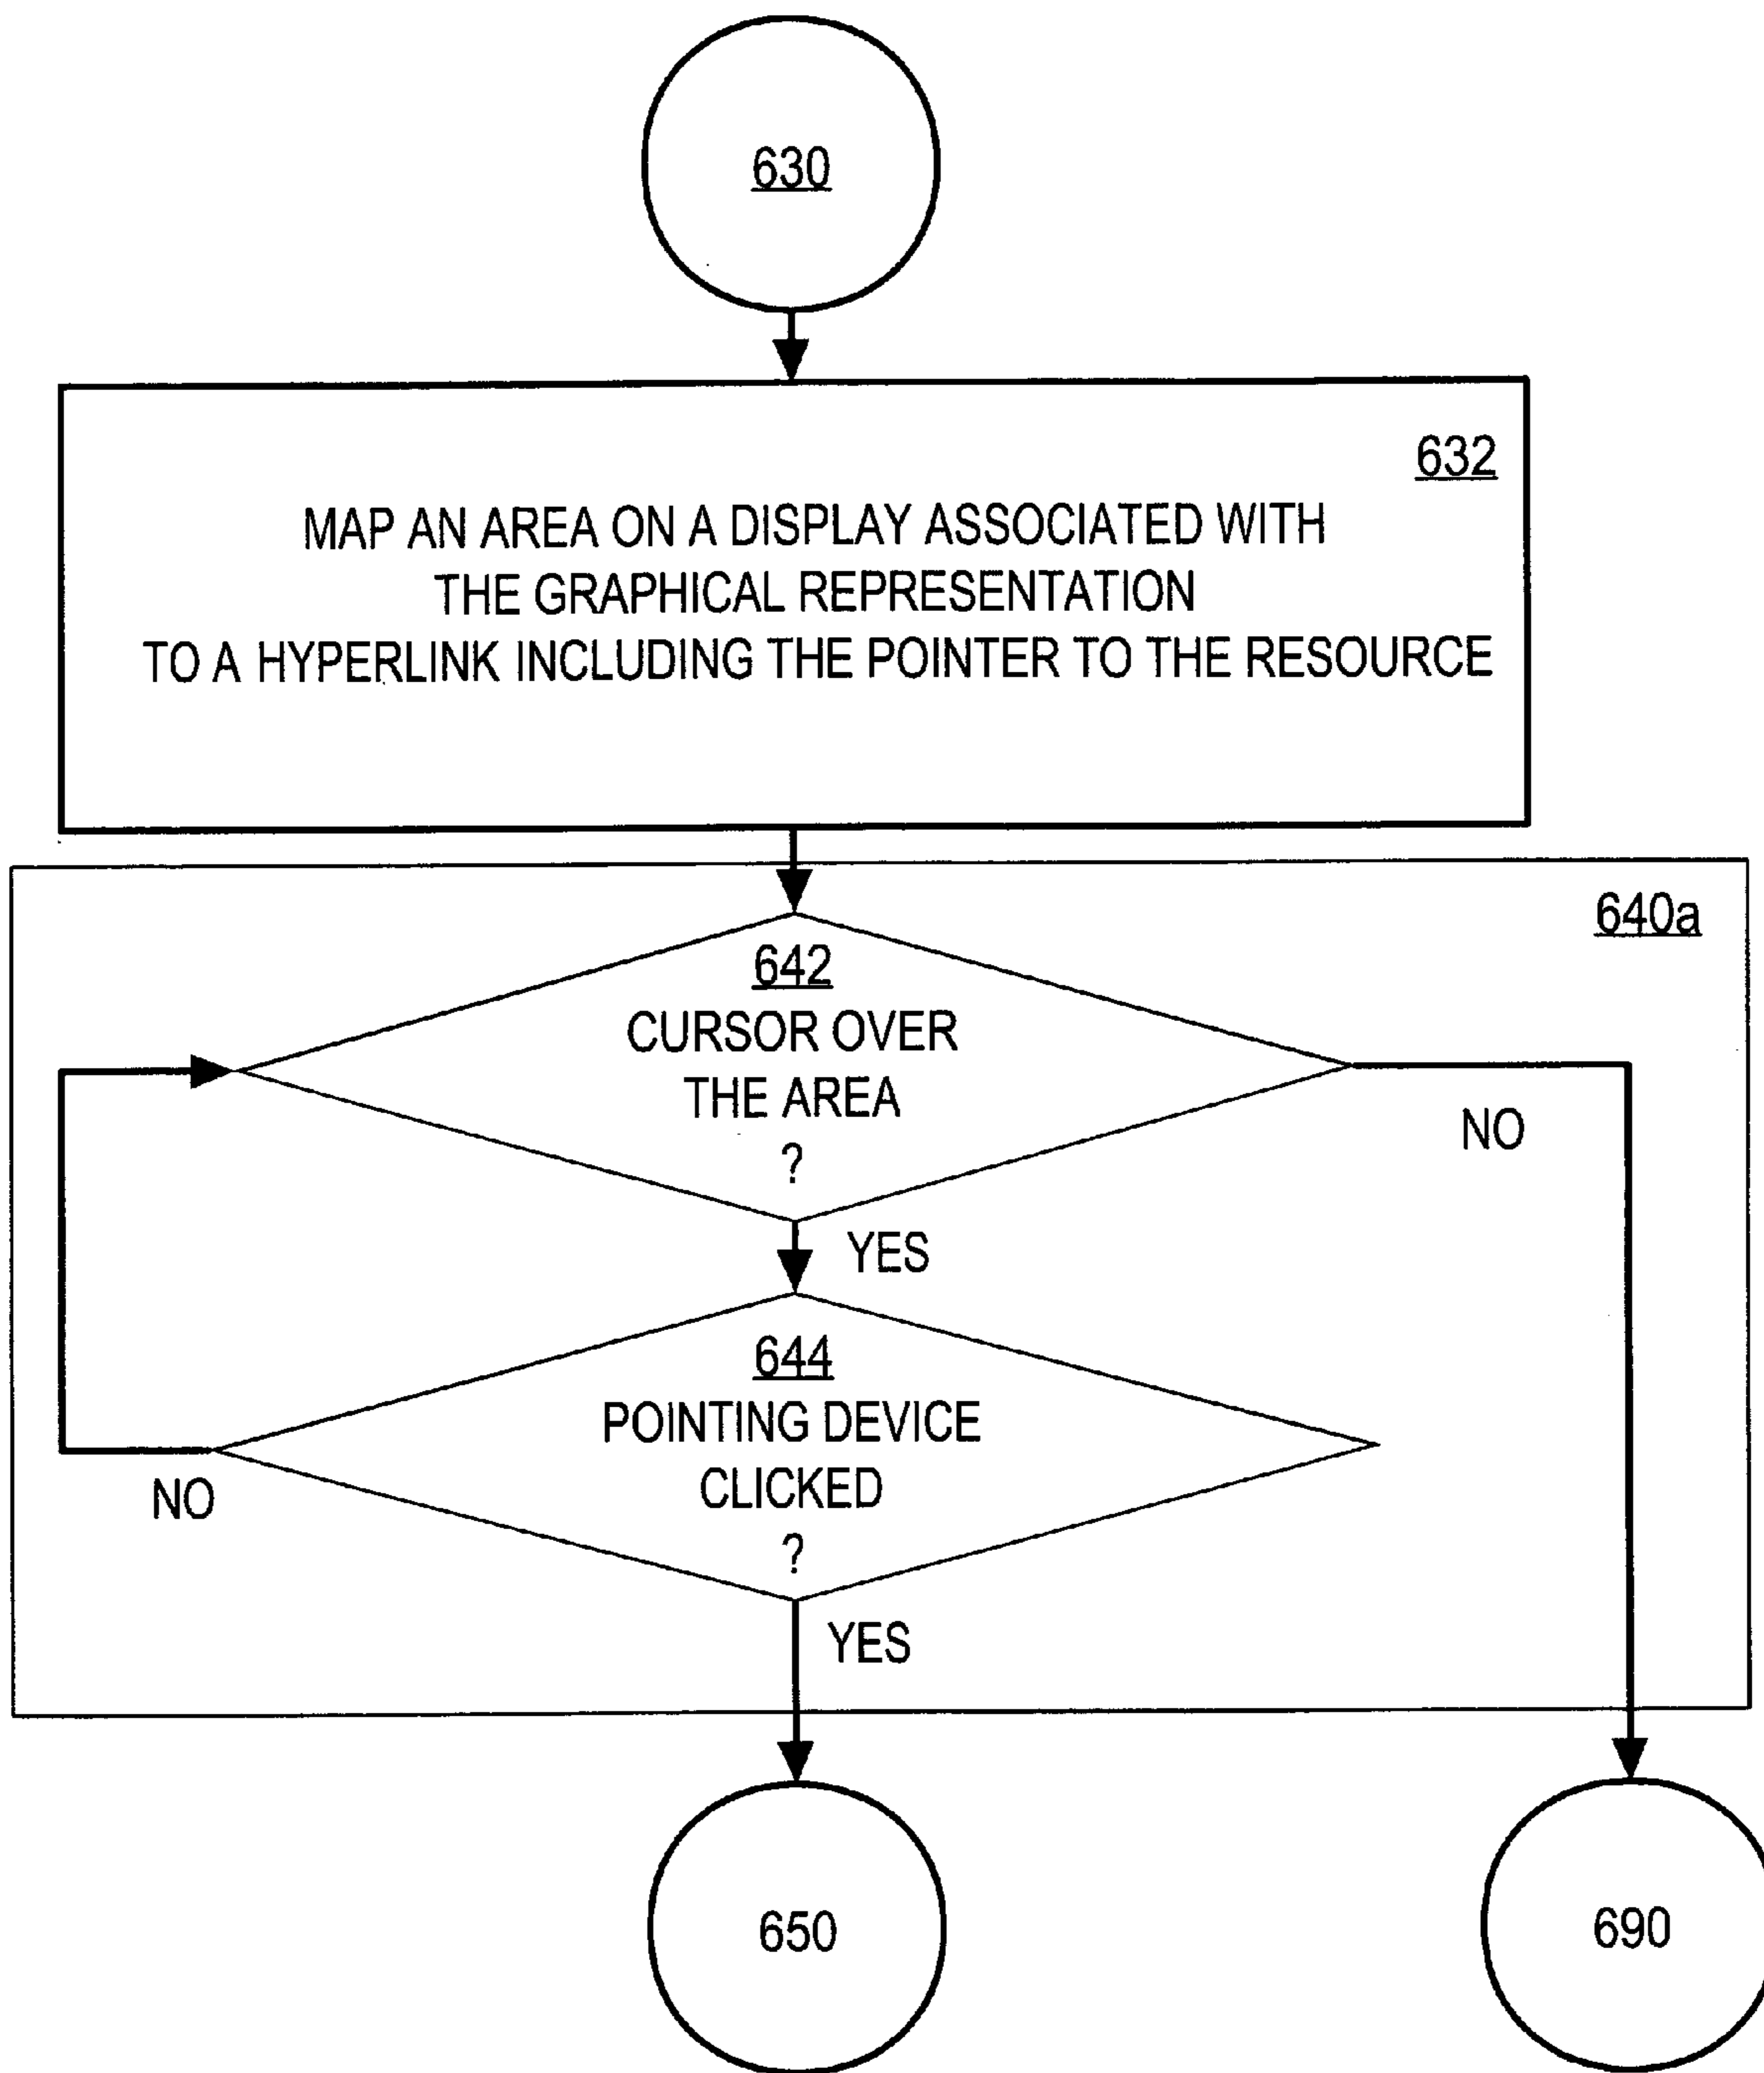 630
632
MAP AN AREA ON A DISPLAY ASSOCIATED WITH
THE GRAPHICAL REPRESENTATION
TO A HYPERLINK INCLUDING THE POINTER TO THE RESOURCE
640a
642
CURSOR OVER
THE AREA
?
NO
YES
644
POINTING DEVICE
CLICKED
?
NO
YES
650
690